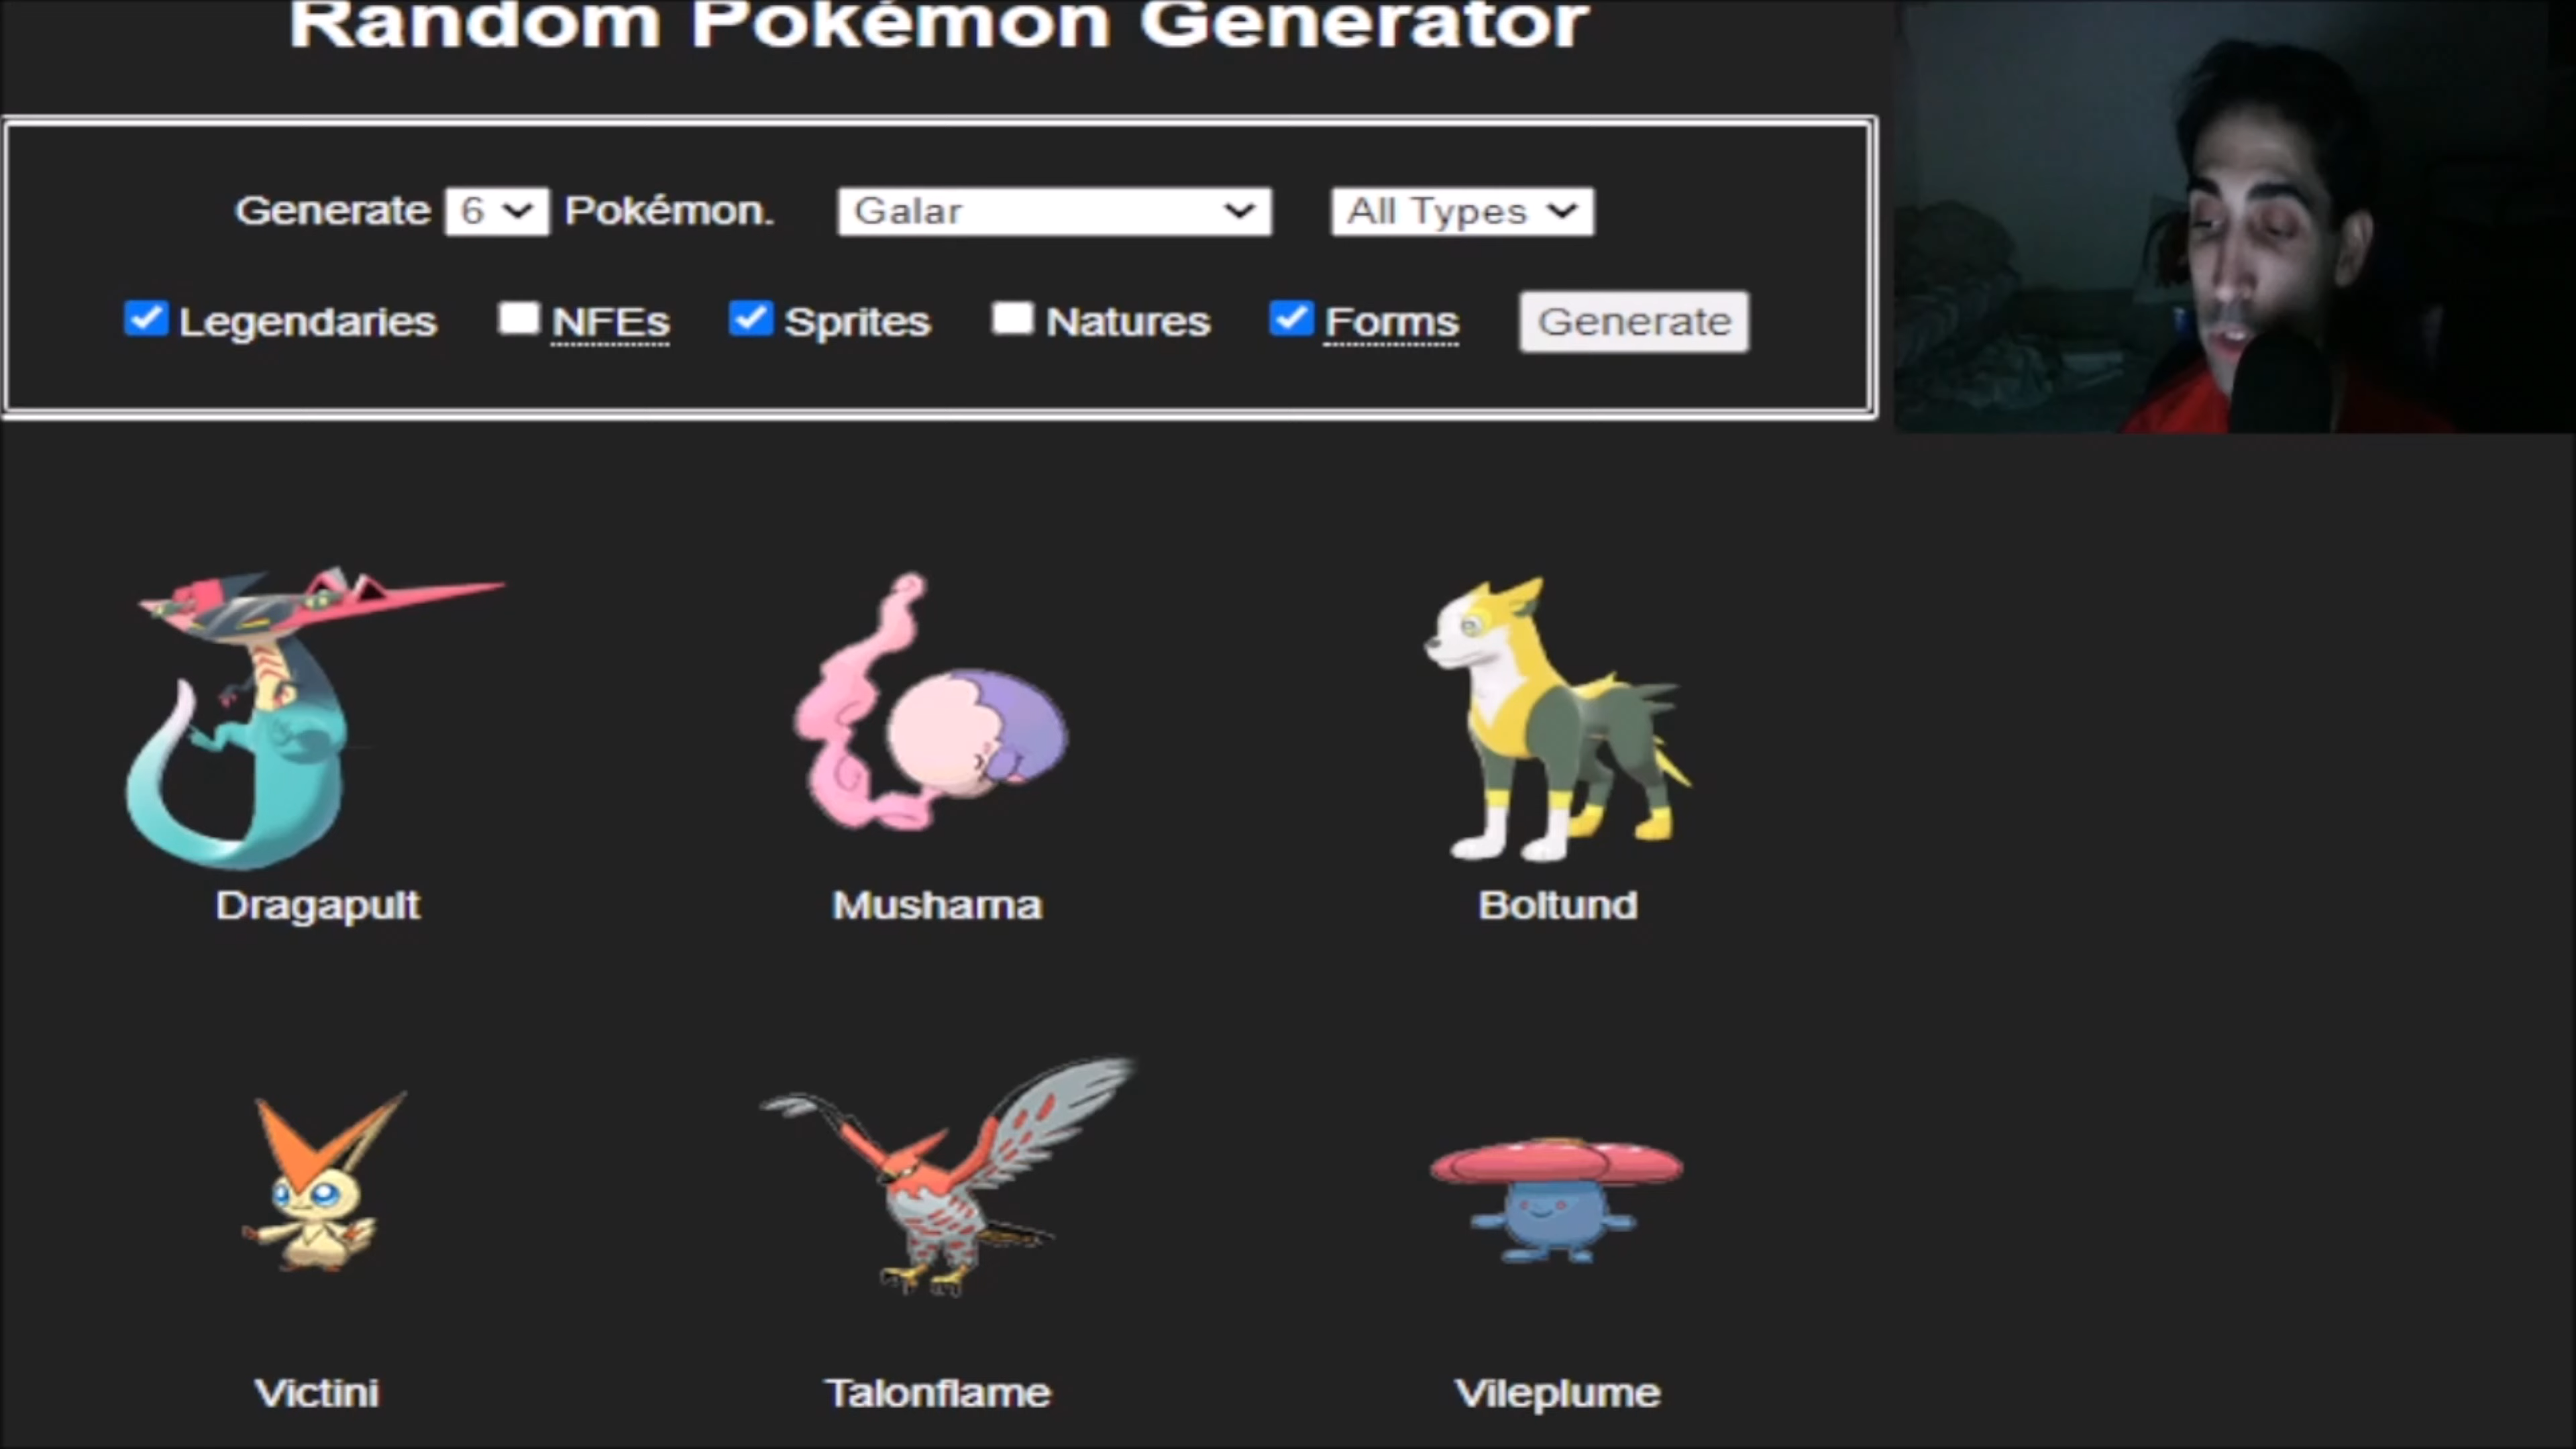 Random Pokémon Generator
Generate 6 Pokémon. Galar All Types
Legendaries NFEs Sprites Natures Forms Generate
Dragapult Musharna Boltund
Victini Talonflame Vileplume